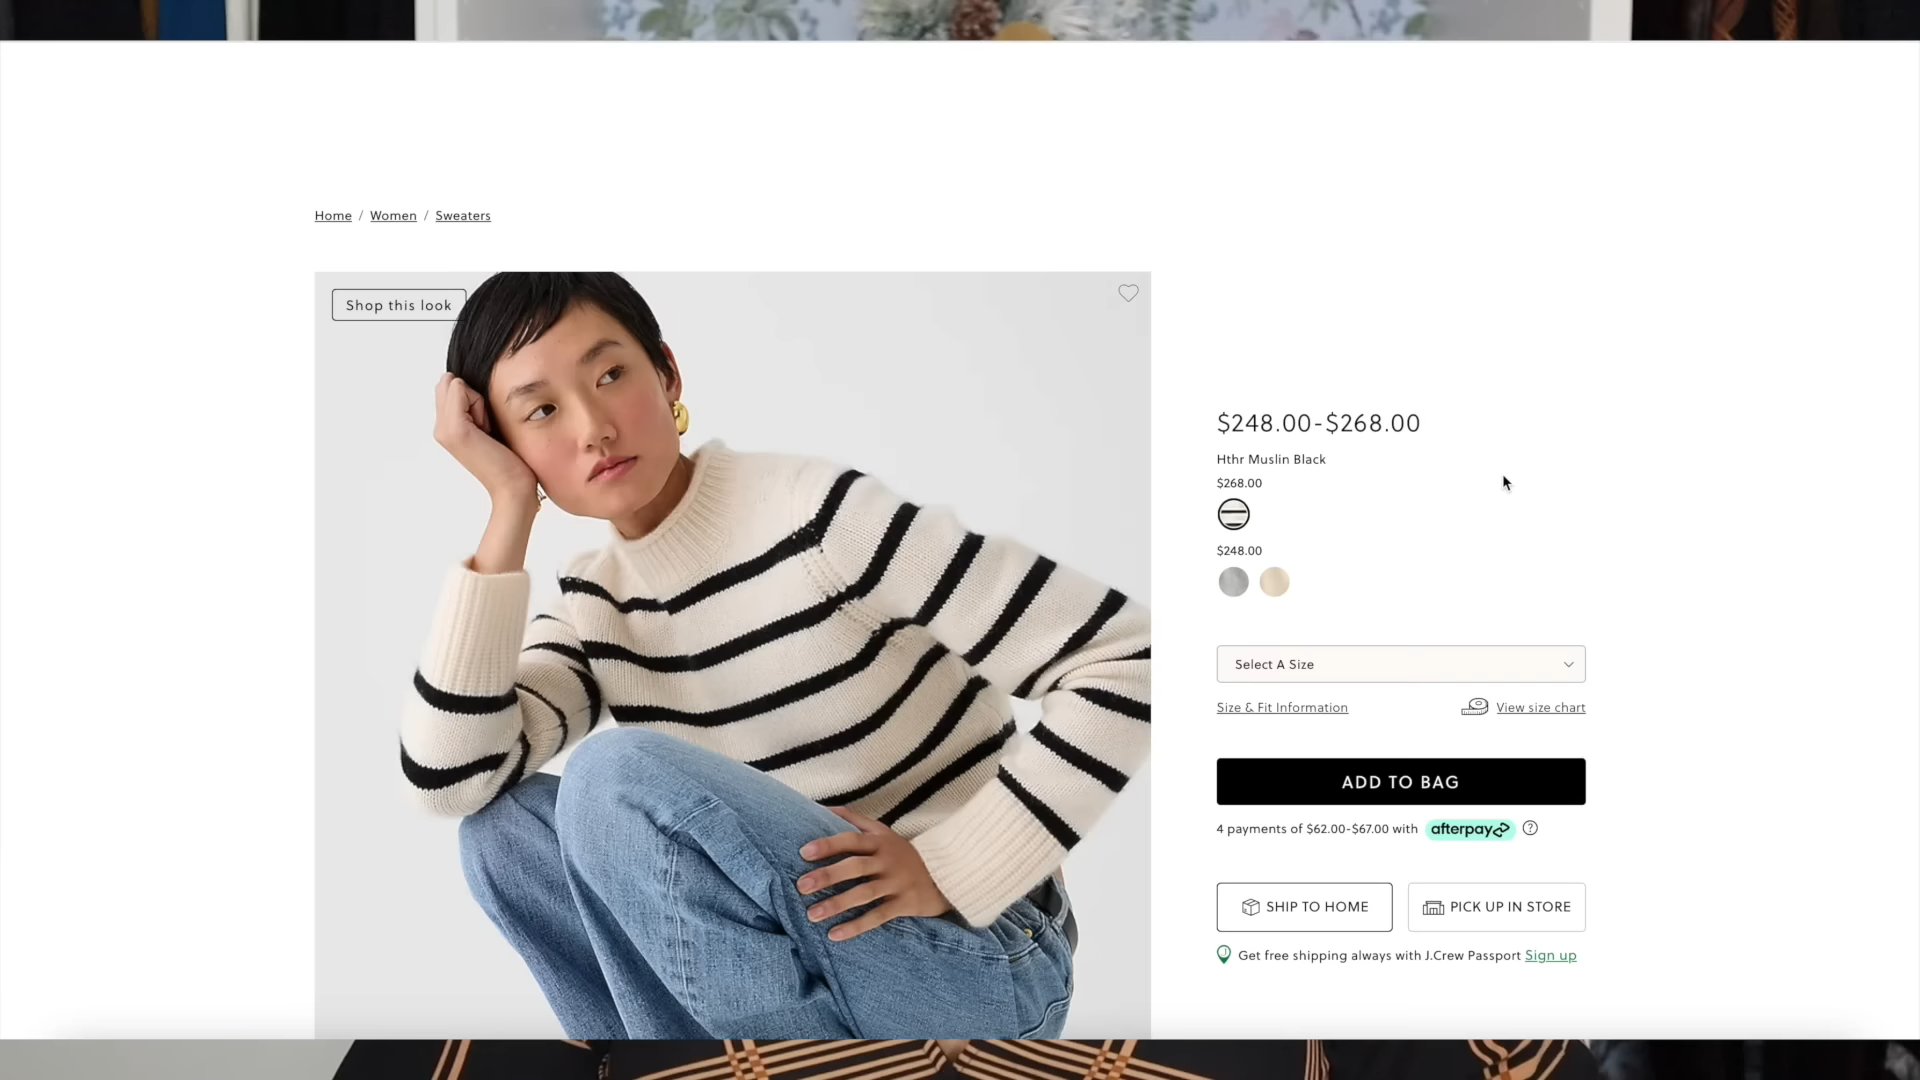 Home / Women / Sweaters
Shop this look
$248.00-$268.00
Hthr Muslin Black
$268.00
$248.00
Select A Size
Size & Fit Information
View size chart
ADD TO BAG
4 payments of $62.00-$67.00 with afterpay ?
SHIP TO HOME
PICK UP IN STORE
Get free shipping always with J.Crew Passport Sign up